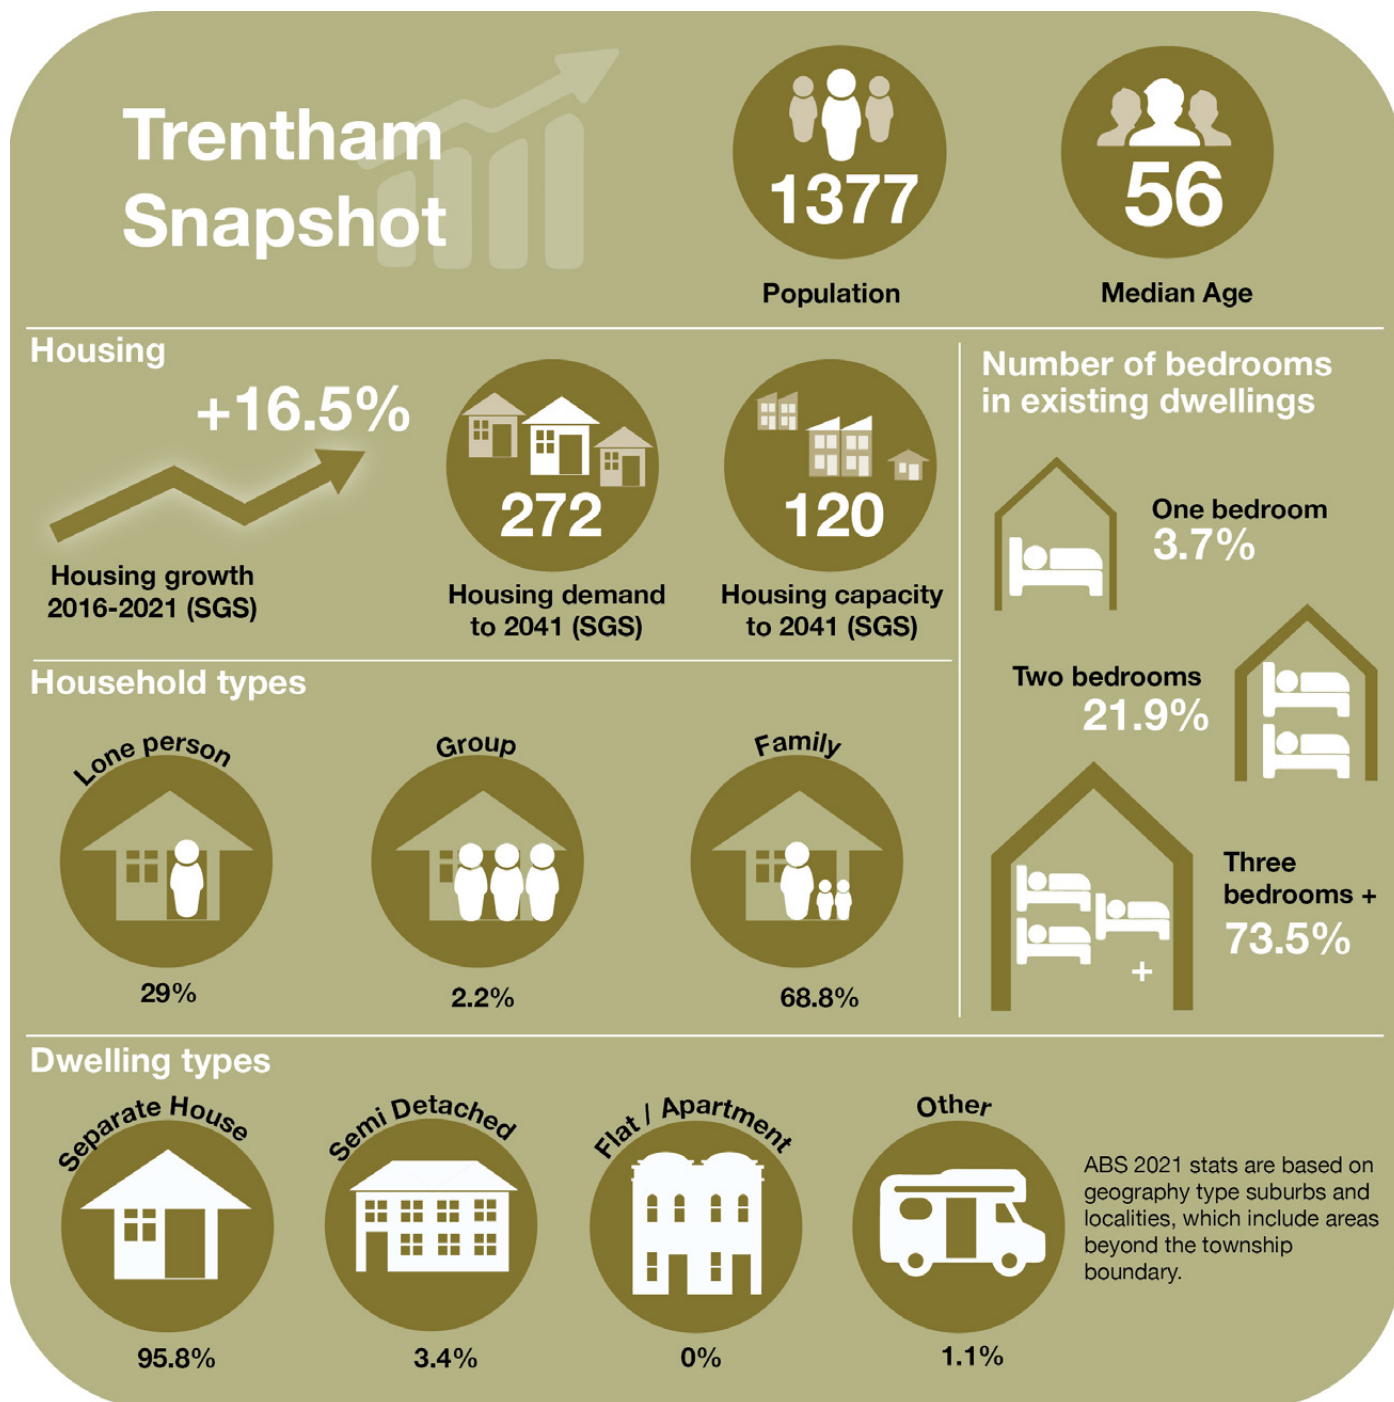 Trentham
Snapshot
1377
Population
56
Median Age
Housing
+16.5%
Housing growth
2016-2021 (SGS)
272
Housing demand
to 2041 (SGS)
120
Housing capacity
to 2041 (SGS)
Number of bedrooms
in existing dwellings
One bedroom
3.7%
Two bedrooms
21.9%
Three
bedrooms +
73.5%
+
Household types
Lone person
29%
Group
2.2%
Family
68.8%
Dwelling types
Separate House
95.8%
Semi Detached
3.4%
Flat / Apartment
0%
Other
1.1%
ABS 2021 stats are based on
geography type suburbs and
localities, which include areas
beyond the township
boundary.